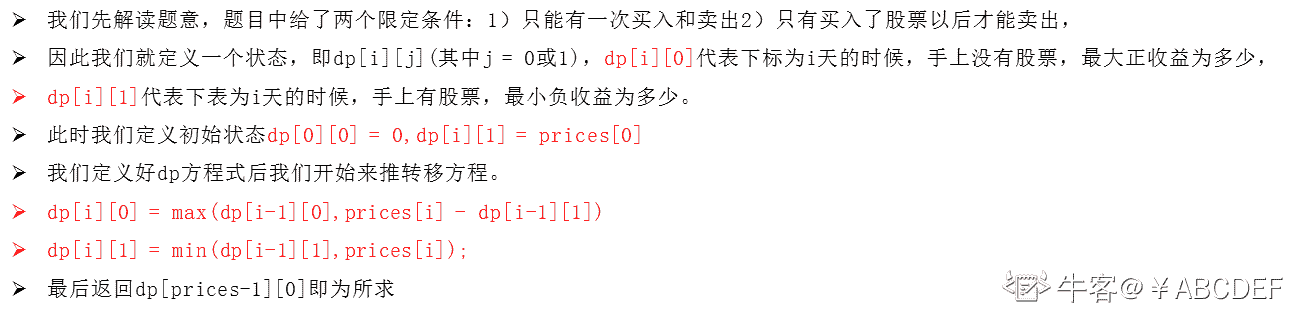 我们先解读题意，题目中给了两个限定条件：1）只能有一次买入和卖出2）只有买入了股票以后才能卖出，
因此我们就定义一个状态，即dp[i][j](其中j = 0或1)，dp[i][0]代表下标为i天的时候，手上没有股票，最大正收益为多少，
dp[i][1]代表下表为i天的时候，手上有股票，最小负收益为多少。
此时我们定义初始状态dp[0][0] = 0,dp[i][1] = prices[0]
我们定义好dp方程式后我们开始来推转移方程。
dp[i][0] = max(dp[i-1][0],prices[i] - dp[i-1][1])
dp[i][1] = min(dp[i-1][1],prices[i]);
最后返回dp[prices-1][0]即为所求
牛客@￥ABCDEF